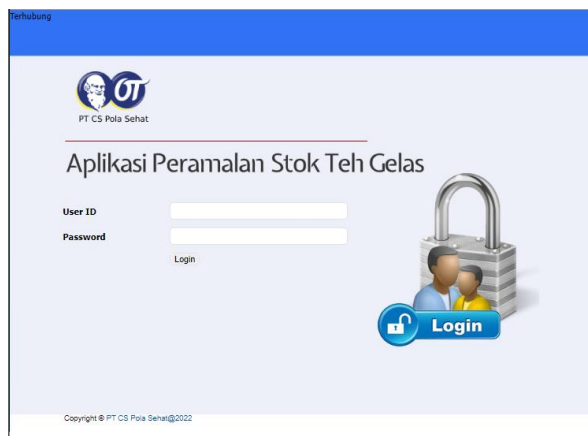 Terhubung
OT
PT CS Pola Sehat
Aplikasi Peramalan Stok Teh Gelas
User ID
Password
Login
Login
Copyright © PT CS Pola Sehat@2022